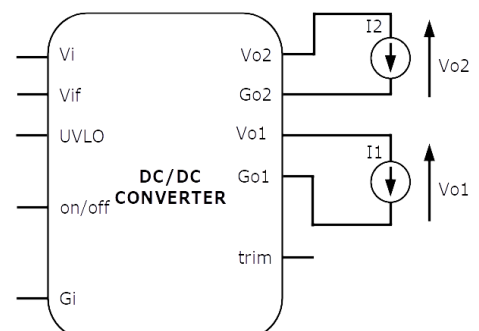 Vi
Vif
UVLO
on/off
Gi
DC/DC
CONVERTER
Vo2
Go2
Vo1
Go1
trim
I2
Vo2
I1
Vo1